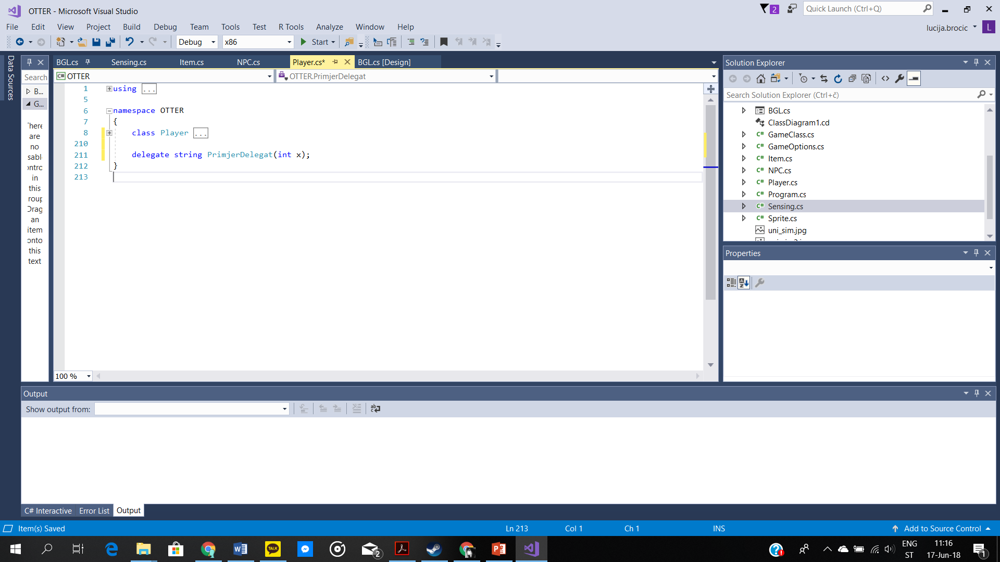 OTTER - Microsoft Visual Studio
2
Quick Launch (Ctrl+Q)
File Edit View Project Build Debug Team Tools Test R Tools Analyze Window Help
lucija.brocic
L
Debug
x86
Start
Data Sources
BGL.cs
Sensing.cs
Item.cs
NPC.cs
Player.cs*
BGL.cs [Design]
Search
OTTER
OTTER.PrimjerDelegat
B...
G...
are
no
in
this
an
item
this
text
1 using ...
5
6 namespace OTTER
7 {
8 class Player ...
210
211 delegate string PrimjerDelegat(int x);
212 }
213
100 %
Solution Explorer
Search Solution Explorer (Ctrl+č)
BGL.cs
ClassDiagram1.cd
C# GameClass.cs
C# GameOptions.cs
C# Item.cs
C# NPC.cs
C# Player.cs
C# Program.cs
C# Sensing.cs
C# Sprite.cs
uni_sim.jpg
Properties
Output
Show output from:
C# Interactive
Error List
Output
Item(s) Saved
Ln 213
Col 1
Ch 1
INS
Add to Source Control
TALK
2
ENG
ST
11:16
17-Jun-18
1